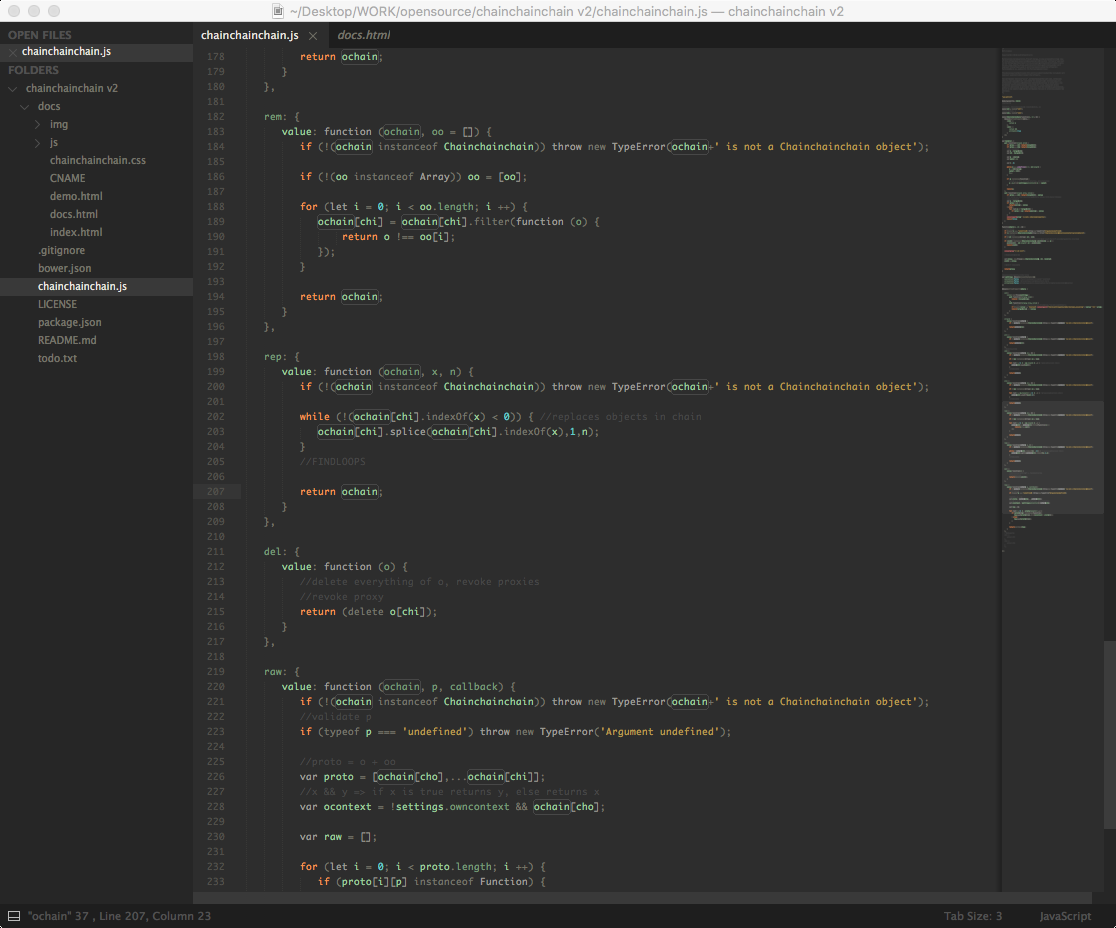 ~/Desktop/WORK/opensource/chainchainchain v2/chainchainchain.js — chainchainchain v2
OPEN FILES
chainchainchain.js
FOLDERS
chainchainchain v2
docs
img
js
chainchainchain.css
CNAME
demo.html
docs.html
index.html
.gitignore
bower.json
chainchainchain.js
LICENSE
package.json
README.md
todo.txt
chainchainchain.js
docs.html
178 return ochain;
179 }
180 },
181
182 rem: {
183 value: function (ochain, oo = []) {
184 if (!(ochain instanceof Chainchainchain)) throw new TypeError(ochain+' is not a Chainchainchain object');
185
186 if (!(oo instanceof Array)) oo = [oo];
187
188 for (let i = 0; i < oo.length; i ++) {
189 ochain[chi] = ochain[chi].filter(function (o) {
190 return o !== oo[i];
191 });
192 }
193
194 return ochain;
195 }
196 },
197
198 rep: {
199 value: function (ochain, x, n) {
200 if (!(ochain instanceof Chainchainchain)) throw new TypeError(ochain+' is not a Chainchainchain object');
201
202 while (!(ochain[chi].indexOf(x) < 0)) { //replaces objects in chain
203 ochain[chi].splice(ochain[chi].indexOf(x),1,n);
204 }
205 //FINDLOOPS
206
207 return ochain;
208 }
209 },
210
211 del: {
212 value: function (o) {
213 //delete everything of o, revoke proxies
214 //revoke proxy
215 return (delete o[chi]);
216 }
217 },
218
219 raw: {
220 value: function (ochain, p, callback) {
221 if (!(ochain instanceof Chainchainchain)) throw new TypeError(ochain+' is not a Chainchainchain object');
222 //validate p
223 if (typeof p === 'undefined') throw new TypeError('Argument undefined');
224
225 //proto = o + oo
226 var proto = [ochain[cho],...ochain[chi]];
227 //x && y => if x is true returns y, else returns x
228 var ocontext = !settings.owncontext && ochain[cho];
229
230 var raw = [];
231
232 for (let i = 0; i < proto.length; i ++) {
233 if (proto[i][p] instanceof Function) {
"ochain" 37 , Line 207, Column 23
Tab Size: 3
JavaScript